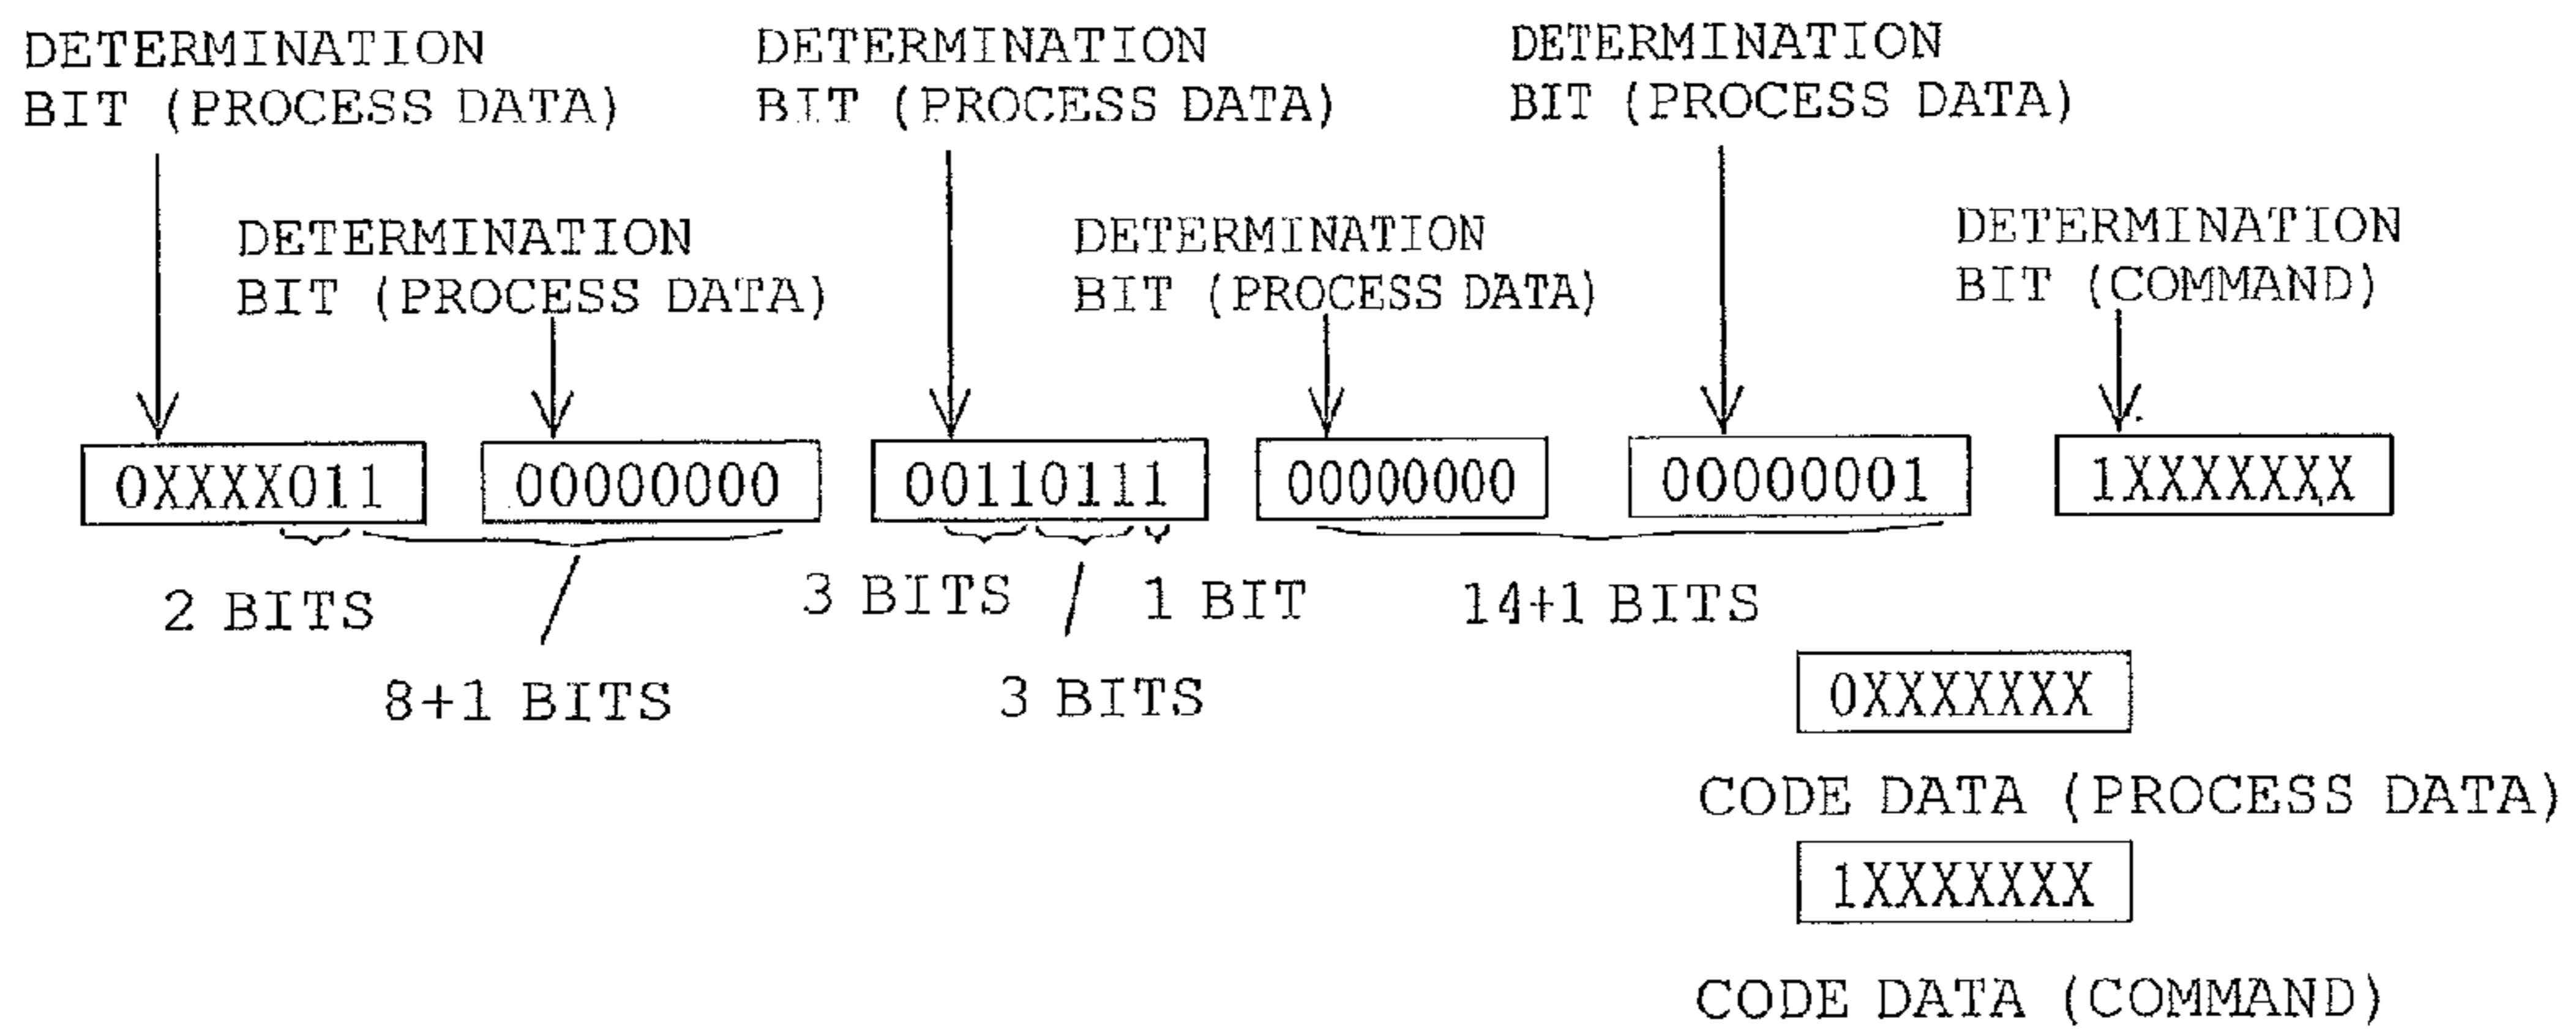 DETERMINATION
BIT (PROCESS DATA)
DETERMINATION
BIT (PROCESS DATA)
DETERMINATION
BIT (PROCESS DATA)
DETERMINATION
BIT (PROCESS DATA)
DETERMINATION
BIT (PROCESS DATA)
DETERMINATION
BIT (COMMAND)
0XXXX011
00000000
00110111
00000000
00000001
1XXXXXXX
2 BITS
8+1 BITS
3 BITS
3 BITS
1 BIT
14+1 BITS
0XXXXXXX
CODE DATA (PROCESS DATA)
1XXXXXXX
CODE DATA (COMMAND)